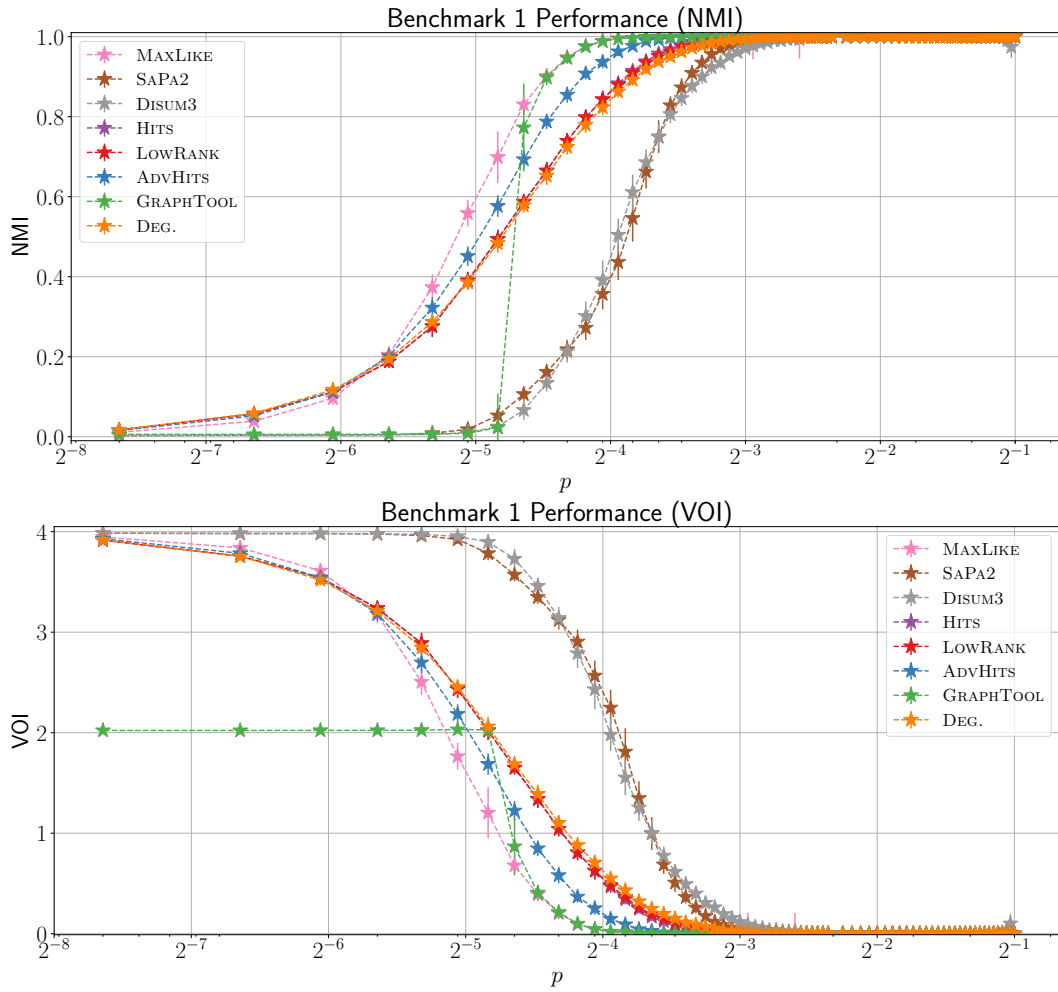 Benchmark 1 Performance (NMI)
1.0
0.8
0.6
0.4
0.2
0.0
NMI
MAXLIKE
SAPA2
DISUM3
HITS
LOWRANK
ADVHITS
GRAPHTOOL
DEG.
2⁻⁸ 2⁻⁷ 2⁻⁶ 2⁻⁵ 2⁻⁴ 2⁻³ 2⁻² 2⁻¹
p
Benchmark 1 Performance (VOI)
4
3
2
1
0
VOI
MAXLIKE
SAPA2
DISUM3
HITS
LOWRANK
ADVHITS
GRAPHTOOL
DEG.
2⁻⁸ 2⁻⁷ 2⁻⁶ 2⁻⁵ 2⁻⁴ 2⁻³ 2⁻² 2⁻¹
p